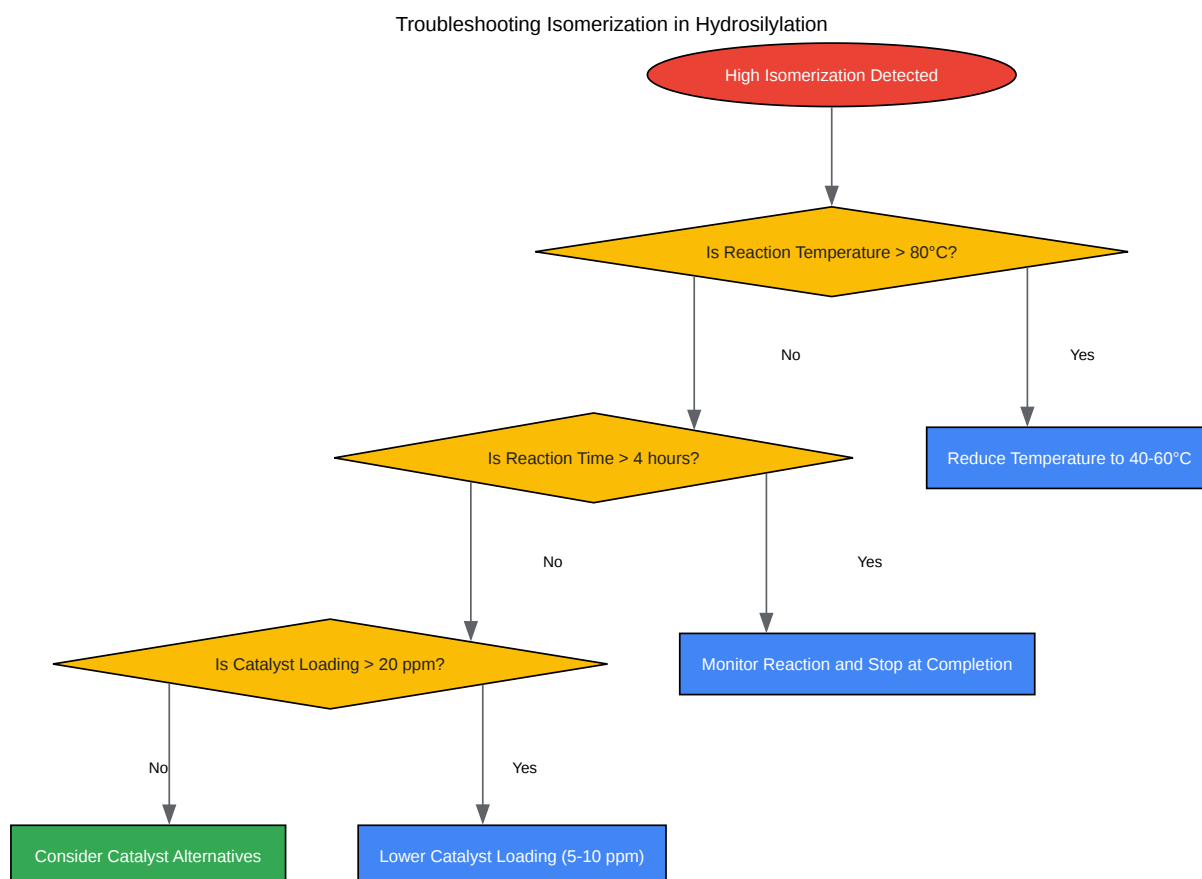 Troubleshooting Isomerization in Hydrosilylation
High Isomerization Detected
Is Reaction Temperature > 80°C?
No
Yes
Is Reaction Time > 4 hours?
Reduce Temperature to 40-60°C
No
Yes
Is Catalyst Loading > 20 ppm?
Monitor Reaction and Stop at Completion
No
Yes
Consider Catalyst Alternatives
Lower Catalyst Loading (5-10 ppm)